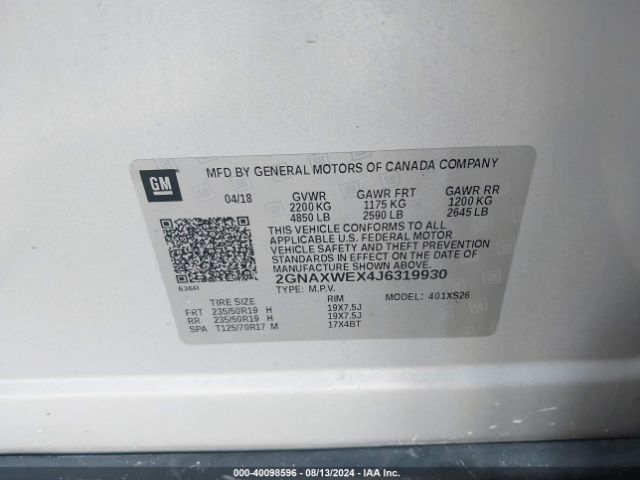 GM
MFD BY GENERAL MOTORS OF CANADA COMPANY
04/18 GVWR GAWR FRT GAWR RR
2200 KG 1175 KG 1200 KG
4850 LB 2590 LB 2645 LB
THIS VEHICLE CONFORMS TO ALL
APPLICABLE U.S. FEDERAL MOTOR
VEHICLE SAFETY AND THEFT PREVENTION
STANDARDS IN EFFECT ON THE DATE OF
MANUFACTURE SHOWN ABOVE.
2GNAXWEX4J6319930
636R TYPE: M.P.V. MODEL: 401XS26
TIRE SIZE RIM
FRT 235/50R19 H 19X7.5J
RR 235/50R19 H 19X7.5J
SPA T125/70R17 M 17X4BT
000-40098596 - 08/13/2024 - IAAI.COM